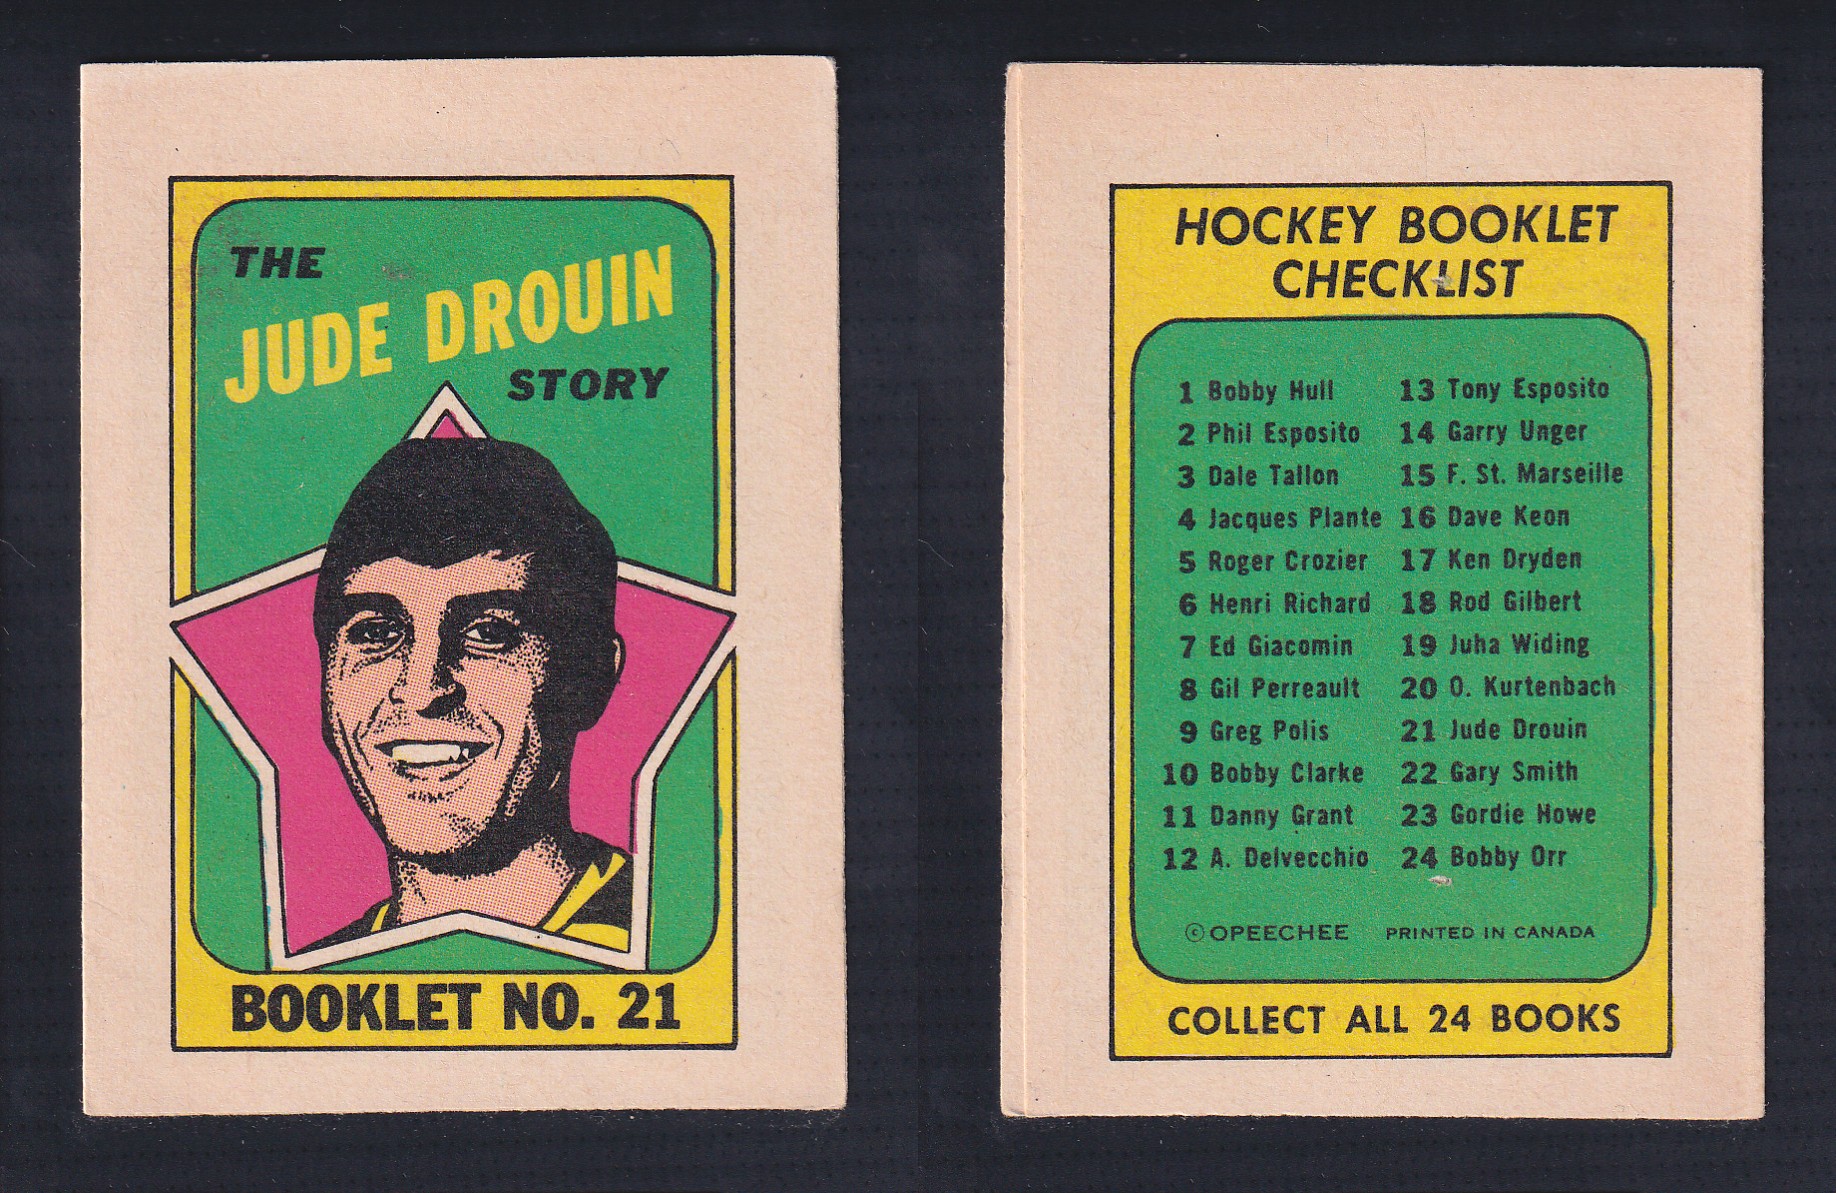 THE
JUDE DROUIN
STORY
BOOKLET NO. 21
HOCKEY BOOKLET
CHECKLIST
1 Bobby Hull
2 Phil Esposito
3 Dale Tallon
4 Jacques Plante
5 Roger Crozier
6 Henri Richard
7 Ed Giacomin
8 Gil Perreault
9 Greg Polis
10 Bobby Clarke
11 Danny Grant
12 A. Delvecchio
13 Tony Esposito
14 Garry Unger
15 F. St. Marseille
16 Dave Keon
17 Ken Dryden
18 Rod Gilbert
19 Juha Widing
20 O. Kurtenbach
21 Jude Drouin
22 Gary Smith
23 Gordie Howe
24 Bobby Orr
© OPEECHEE PRINTED IN CANADA
COLLECT ALL 24 BOOKS